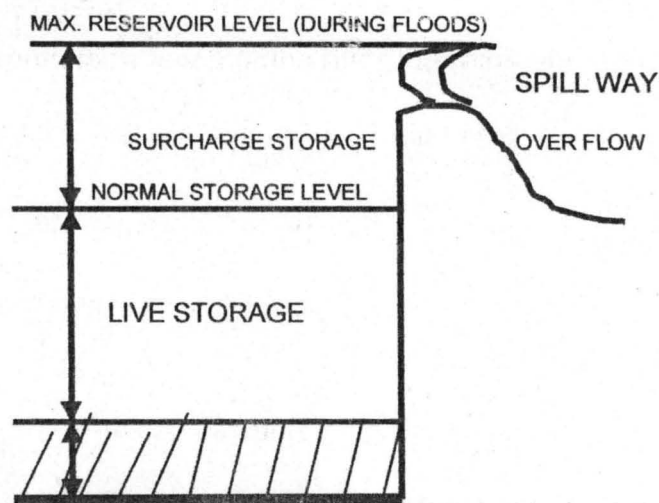 MAX. RESERVOIR LEVEL (DURING FLOODS)
SPILL WAY
SURCHARGE STORAGE
OVER FLOW
NORMAL STORAGE LEVEL
LIVE STORAGE